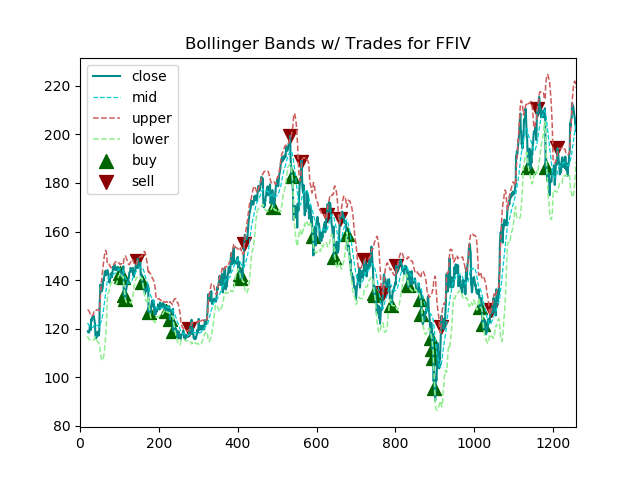 Bollinger Bands w/ Trades for FFIV
close
mid
upper
lower
buy
sell
220
200
180
160
140
120
100
80
0 200 400 600 800 1000 1200